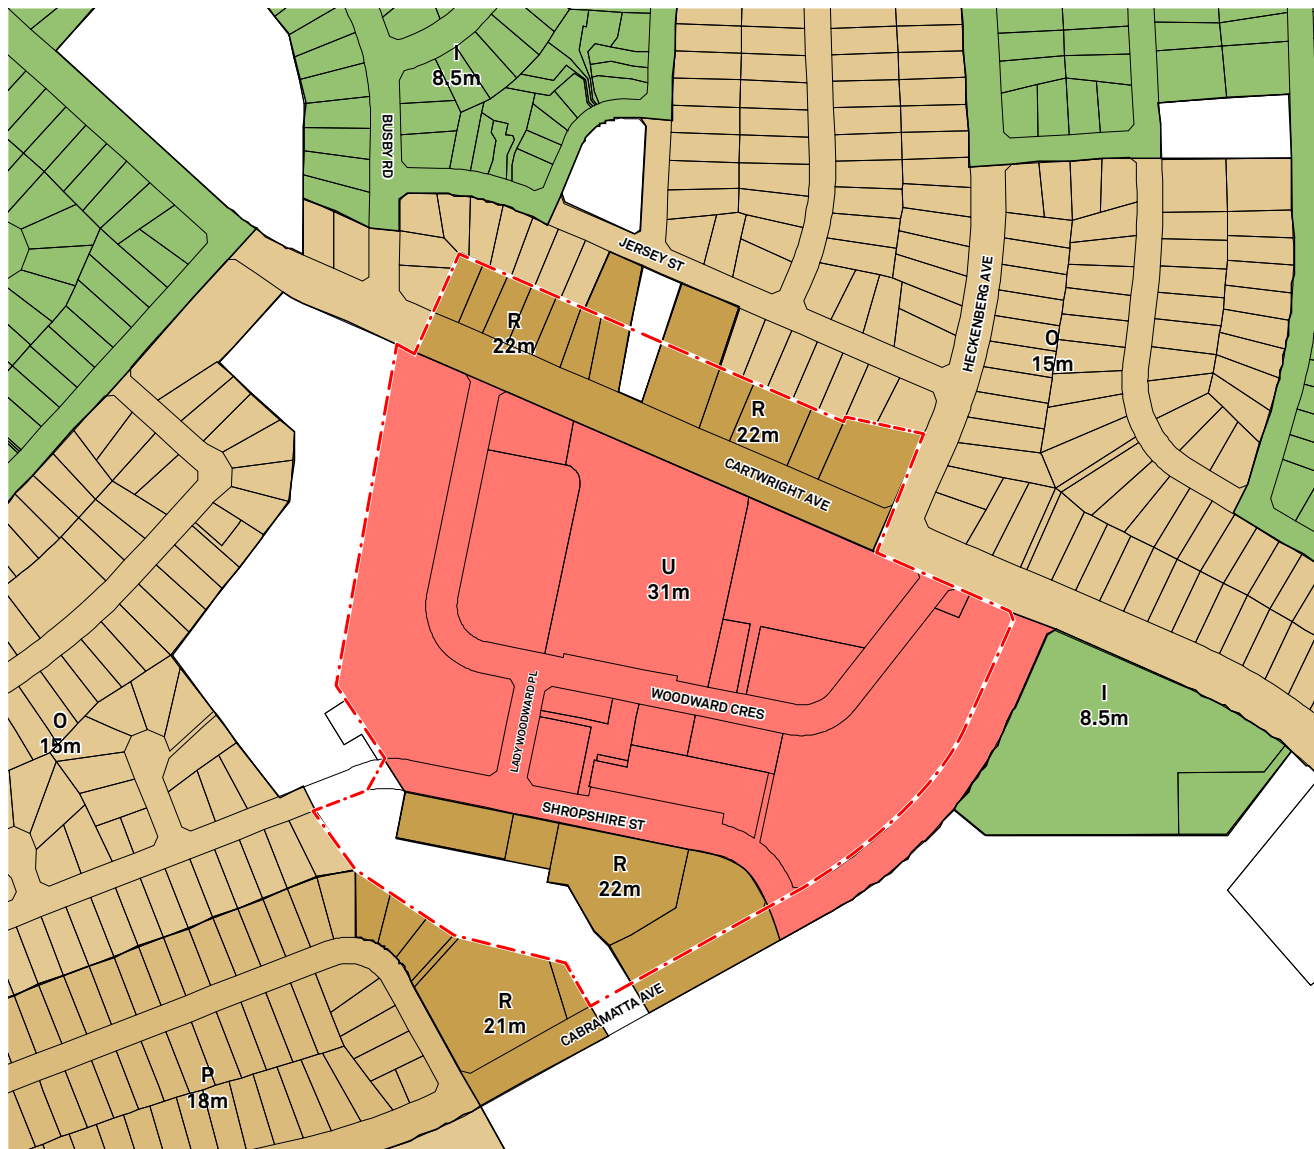 I
8.5m
BUSBY RD
JERSEY ST
HECKENBERG AVE
R
22m
O
15m
R
22m
CARTWRIGHT AVE
U
31m
WOODWARD CRES
LADY WOODWARD PL
I
8.5m
O
15m
SHROPSHIRE ST
R
22m
R
21m
CABRAMATTA AVE
P
18m